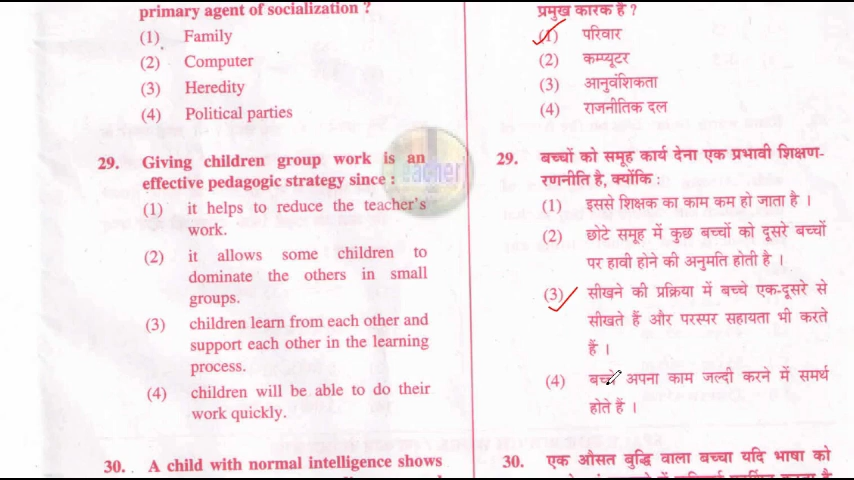 primary agent of socialization ?
(1) Family
(2) Computer
(3) Heredity
(4) Political parties
29. Giving children group work is an
effective pedagogic strategy since :
(1) it helps to reduce the teacher's
work.
(2) it allows some children to
dominate the others in small
groups.
(3) children learn from each other and
support each other in the learning
process.
(4) children will be able to do their
work quickly.
30. A child with normal intelligence shows
प्रमुख कारक है ?
(1) परिवार
(2) कम्प्यूटर
(3) आनुवंशिकता
(4) राजनीतिक दल
29. बच्चों को समूह कार्य देना एक प्रभावी शिक्षण-
रणनीति है, क्योंकि :
(1) इससे शिक्षक का काम कम हो जाता है ।
(2) छोटे समूह में कुछ बच्चों को दूसरे बच्चों
पर हावी होने की अनुमति होती है ।
(3) सीखने की प्रक्रिया में बच्चे एक-दूसरे से
सीखते हैं और परस्पर सहायता भी करते
हैं ।
(4) बच्चे अपना काम जल्दी करने में समर्थ
होते हैं ।
30. एक औसत बुद्धि वाला बच्चा यदि भाषा को
teacher